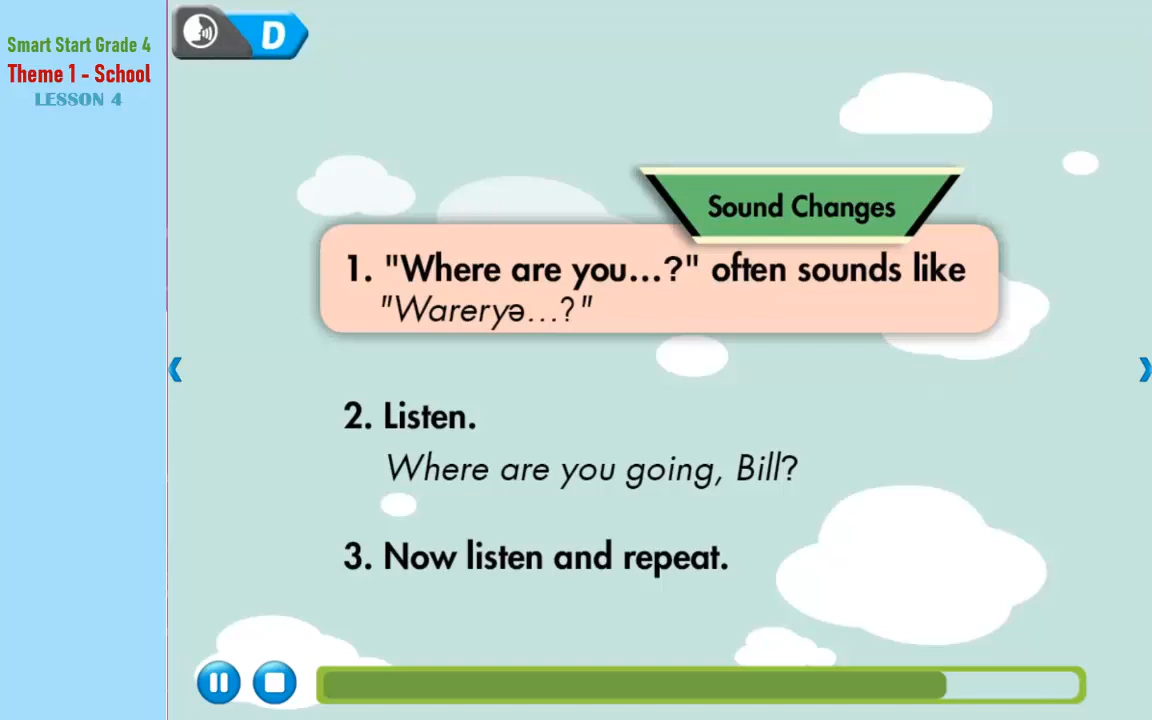 Smart Start Grade 4
Theme 1 - School
LESSON 4
D
Sound Changes
1. "Where are you...?" often sounds like
"Wareryə...?"
2. Listen.
Where are you going, Bill?
3. Now listen and repeat.